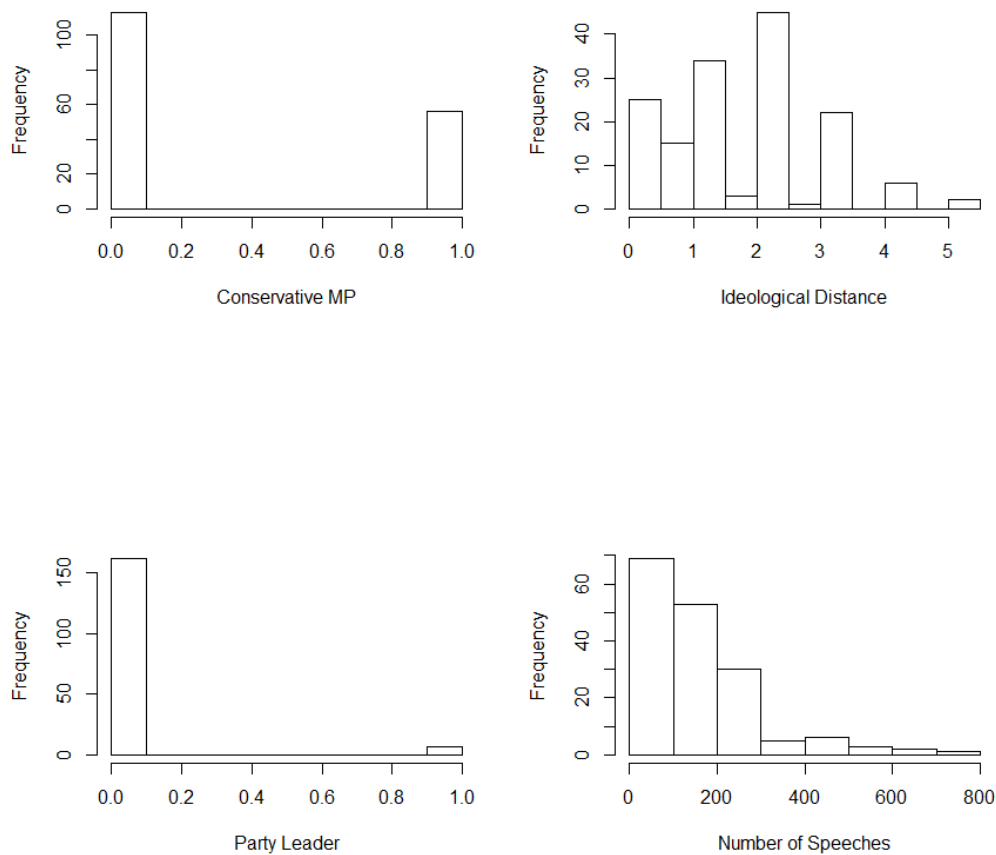 Frequency
0 20 60 100
0.0 0.2 0.4 0.6 0.8 1.0
Conservative MP
Frequency
0 10 20 30 40
0 1 2 3 4 5
Ideological Distance
Frequency
0 50 100 150
0.0 0.2 0.4 0.6 0.8 1.0
Party Leader
Frequency
0 20 40 60
0 200 400 600 800
Number of Speeches